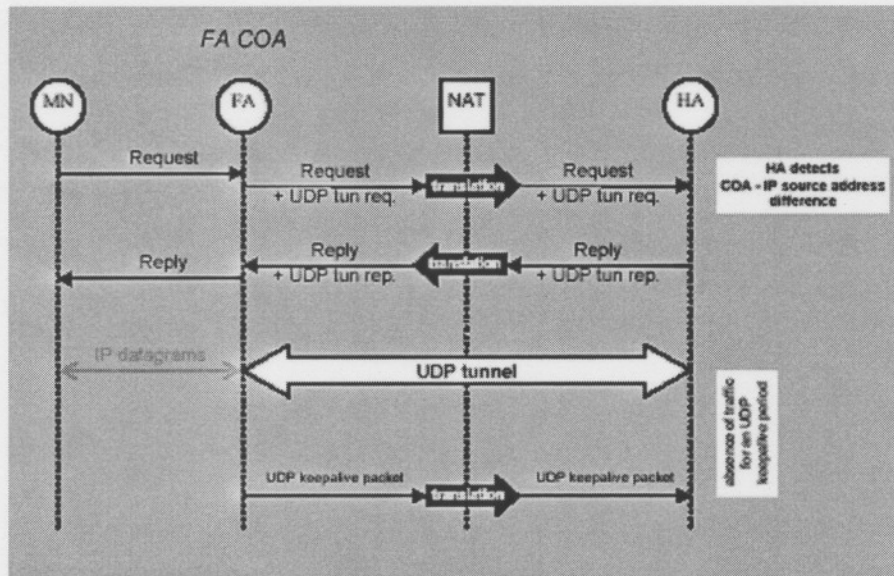 FA COA
MN
FA
NAT
HA
Request
Request
+ UDP tun req.
translation
Request
+ UDP tun req.
HA detects
COA - IP source address
difference
Reply
Reply
+ UDP tun rep.
translation
Reply
+ UDP tun rep.
IP datagrams
UDP tunnel
absence of traffic
for an UDP
keepalive period
UDP keepalive packet
translation
UDP keepalive packet